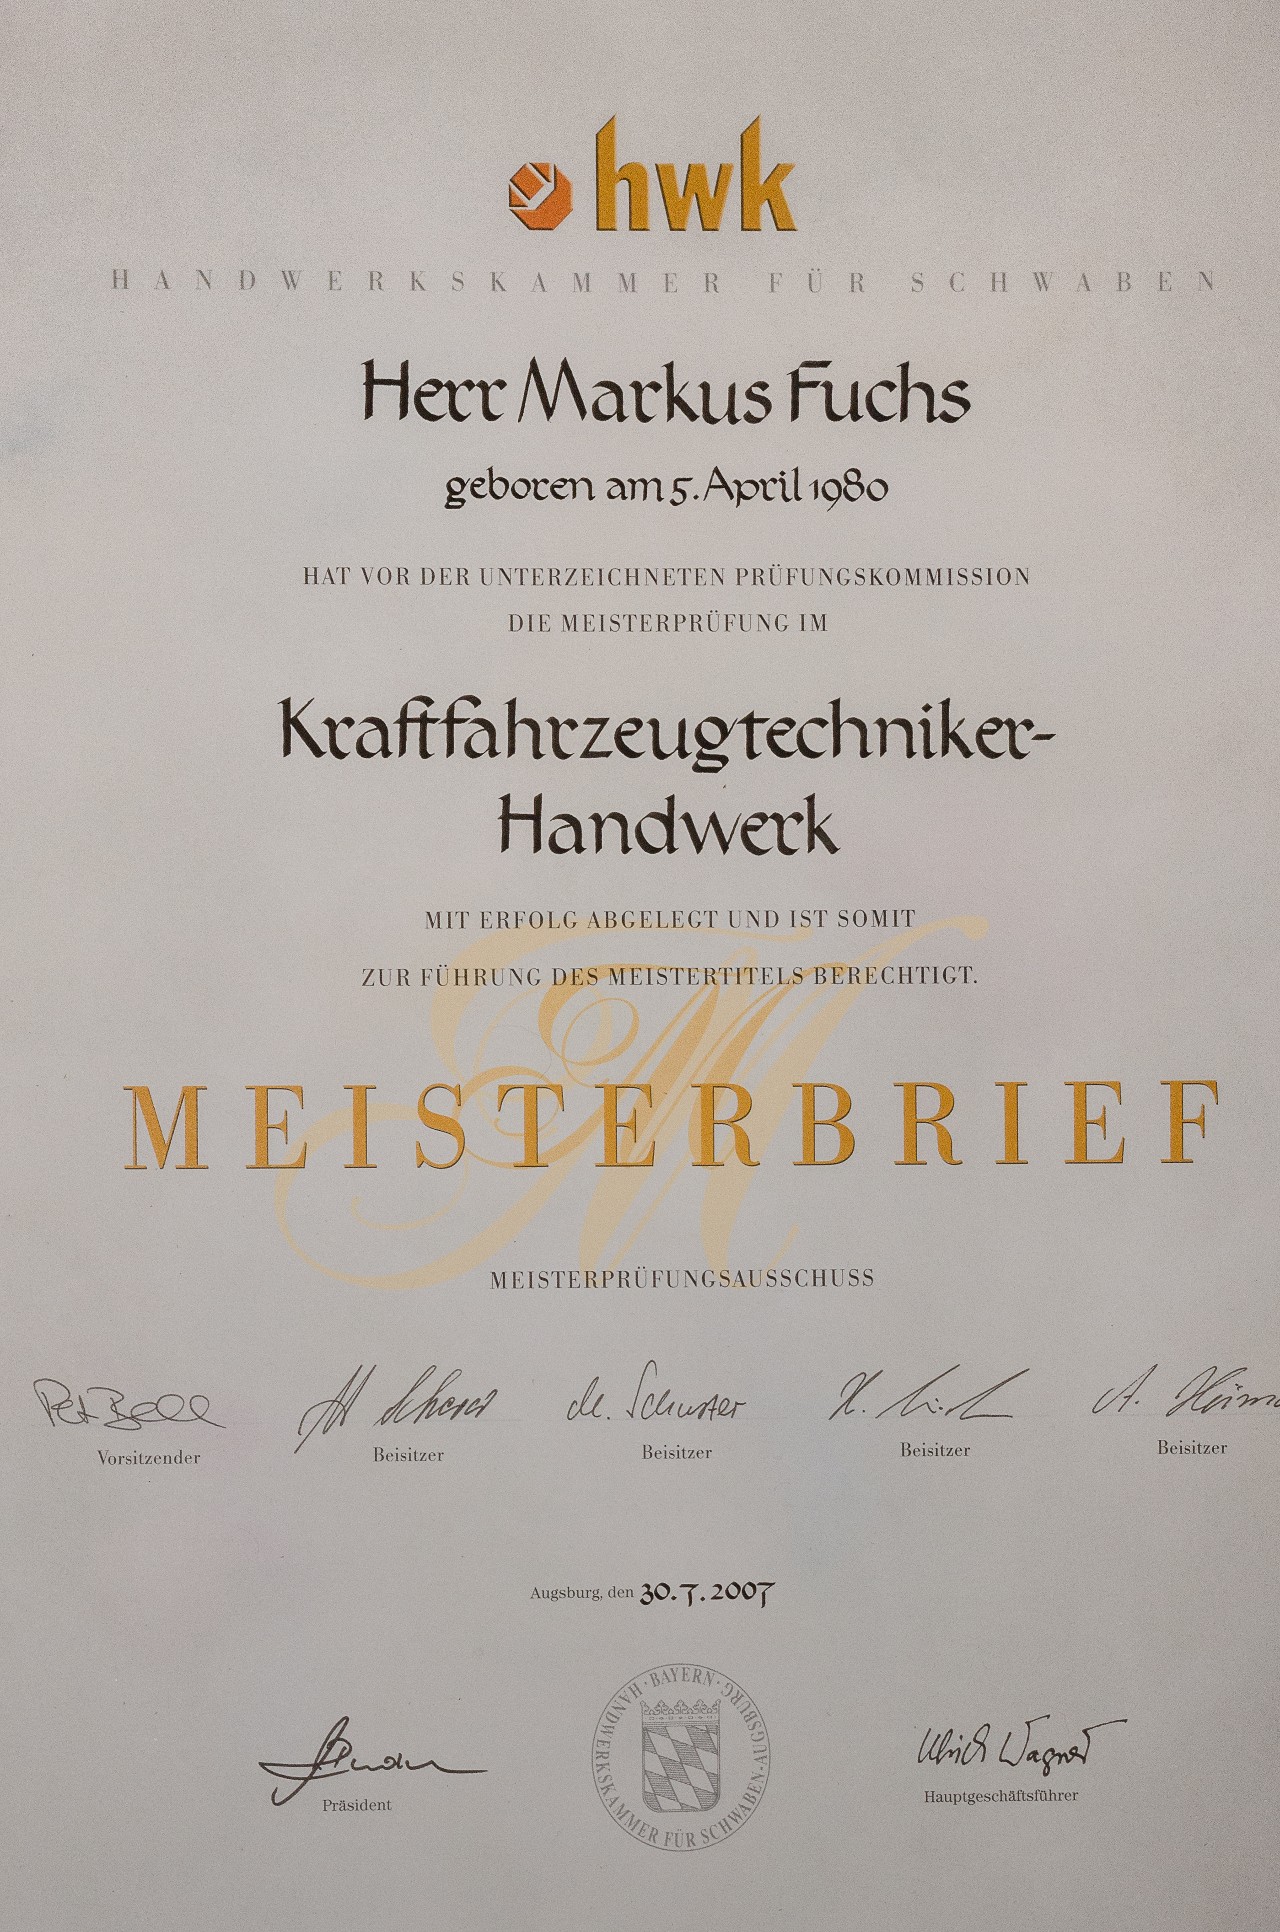 hwk
HANDWERKSKAMMER FÜR SCHWABEN
Herr Markus Fuchs
geboren am 5. April 1980
HAT VOR DER UNTERZEICHNETEN PRÜFUNGSKOMMISSION
DIE MEISTERPRÜFUNG IM
Kraftfahrzeugtechniker-
Handwerk
MIT ERFOLG ABGELEGT UND IST SOMIT
ZUR FÜHRUNG DES MEISTERTITELS BERECHTIGT.
M
MEISTERBRIEF
MEISTERPRÜFUNGSAUSSCHUSS
M. Schuster
Vorsitzender Beisitzer Beisitzer Beisitzer Beisitzer
Augsburg, den 30.7.2007
BAYERN · HANDWERKSKAMMER FÜR SCHWABEN-AUGSBURG ·
Ulrich Wagner
Präsident Hauptgeschäftsführer